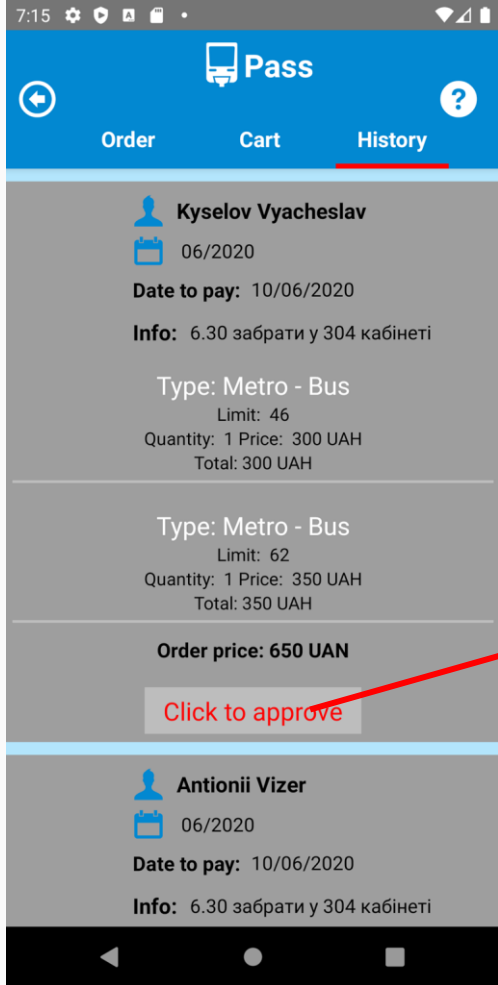 7:15
Pass
?
Order Cart History
Kyselov Vyacheslav
06/2020
Date to pay: 10/06/2020
Info: 6.30 забрати у 304 кабінеті
Type: Metro - Bus
Limit: 46
Quantity: 1 Price: 300 UAH
Total: 300 UAH
Type: Metro - Bus
Limit: 62
Quantity: 1 Price: 350 UAH
Total: 350 UAH
Order price: 650 UAN
Click to approve
Antionii Vizer
06/2020
Date to pay: 10/06/2020
Info: 6.30 забрати у 304 кабінеті